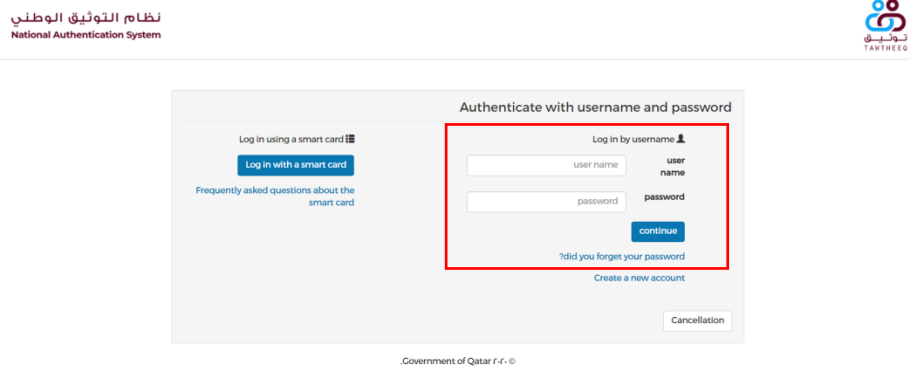 نظام التوثيق الوطني
National Authentication System
توثيق
TAWTHEEQ
Authenticate with username and password
Log in by username
user name
user
name
password
password
continue
?did you forget your password
Create a new account
Log in using a smart card
Log in with a smart card
Frequently asked questions about the
smart card
Cancellation
.Government of Qatar ٢٠٢٠ ©